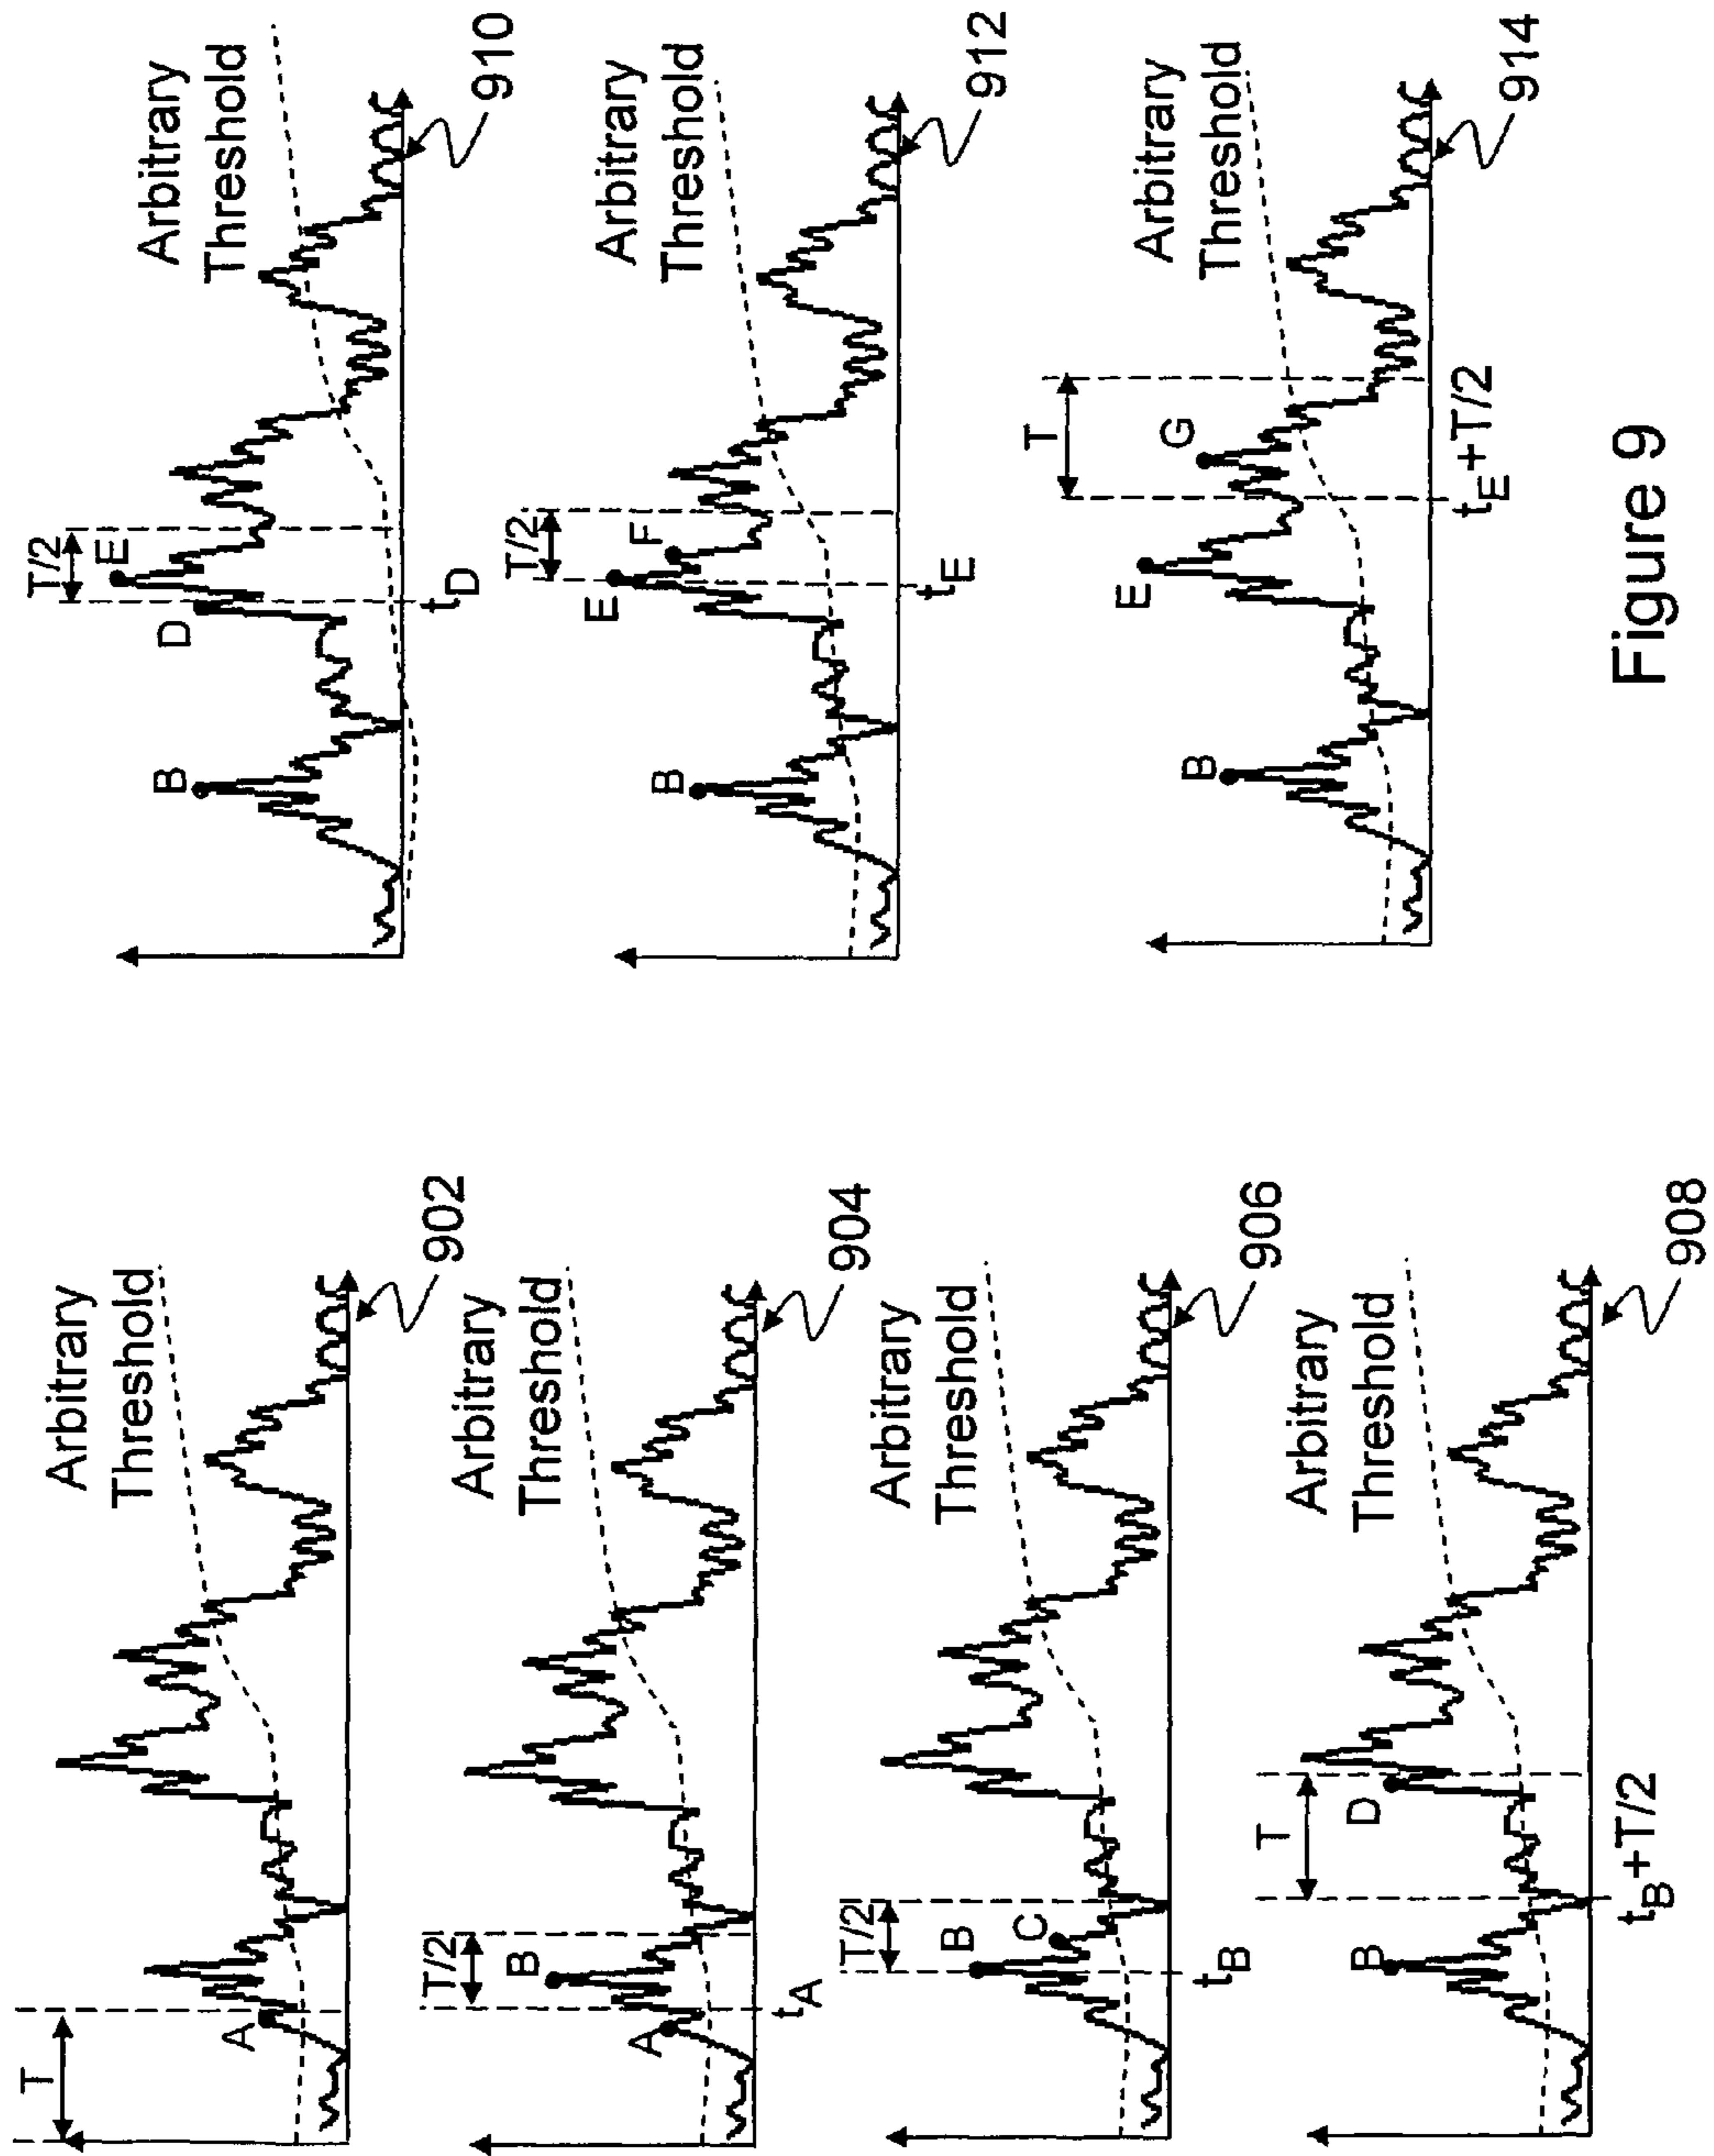 T
A
Arbitrary
Threshold
902
T/2
A
B
tA
Arbitrary
Threshold
904
T/2
B
C
tB
Arbitrary
Threshold
906
T
B
D
tB+T/2
Arbitrary
Threshold
908
T/2
B
D
E
tD
Arbitrary
Threshold
910
T/2
B
E
F
tE
Arbitrary
Threshold
912
T
B
E
G
tE+T/2
Arbitrary
Threshold
914
Figure 9